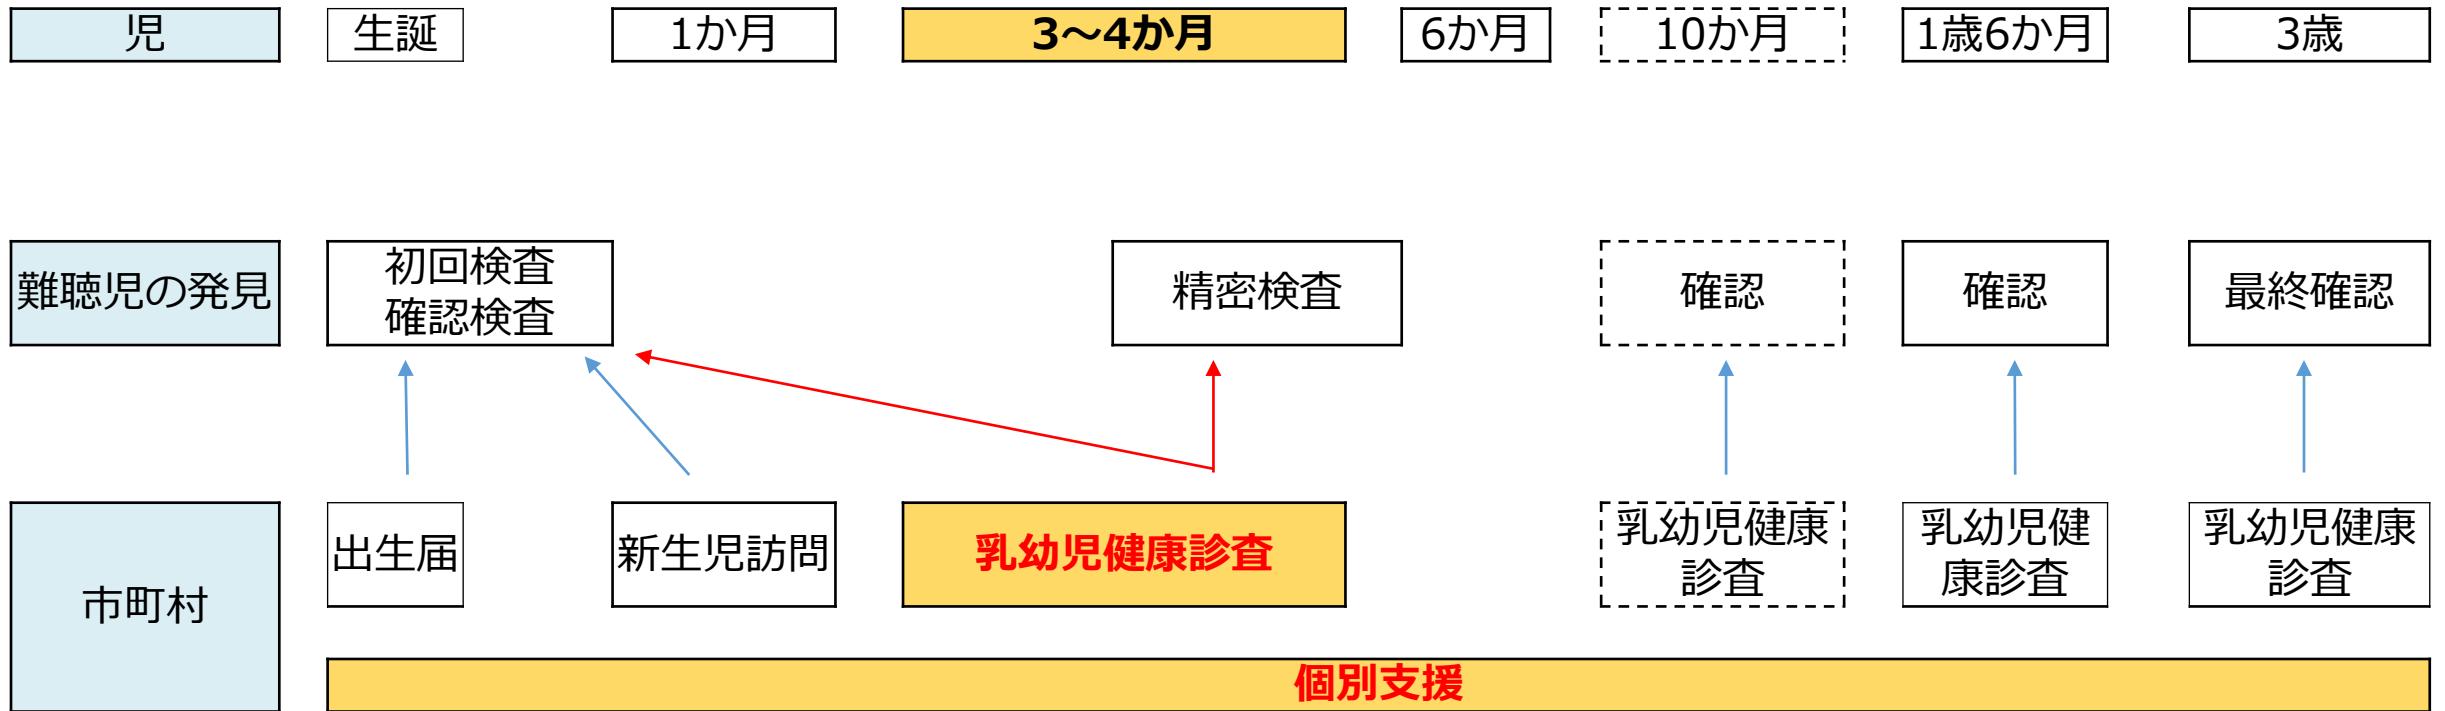 児
生誕
1か月
3～4か月
6か月
10か月
1歳6か月
3歳
難聴児の発見
初回検査
確認検査
精密検査
確認
確認
最終確認
市町村
出生届
新生児訪問
乳幼児健康診査
乳幼児健康
診査
乳幼児健
康診査
乳幼児健康
診査
個別支援